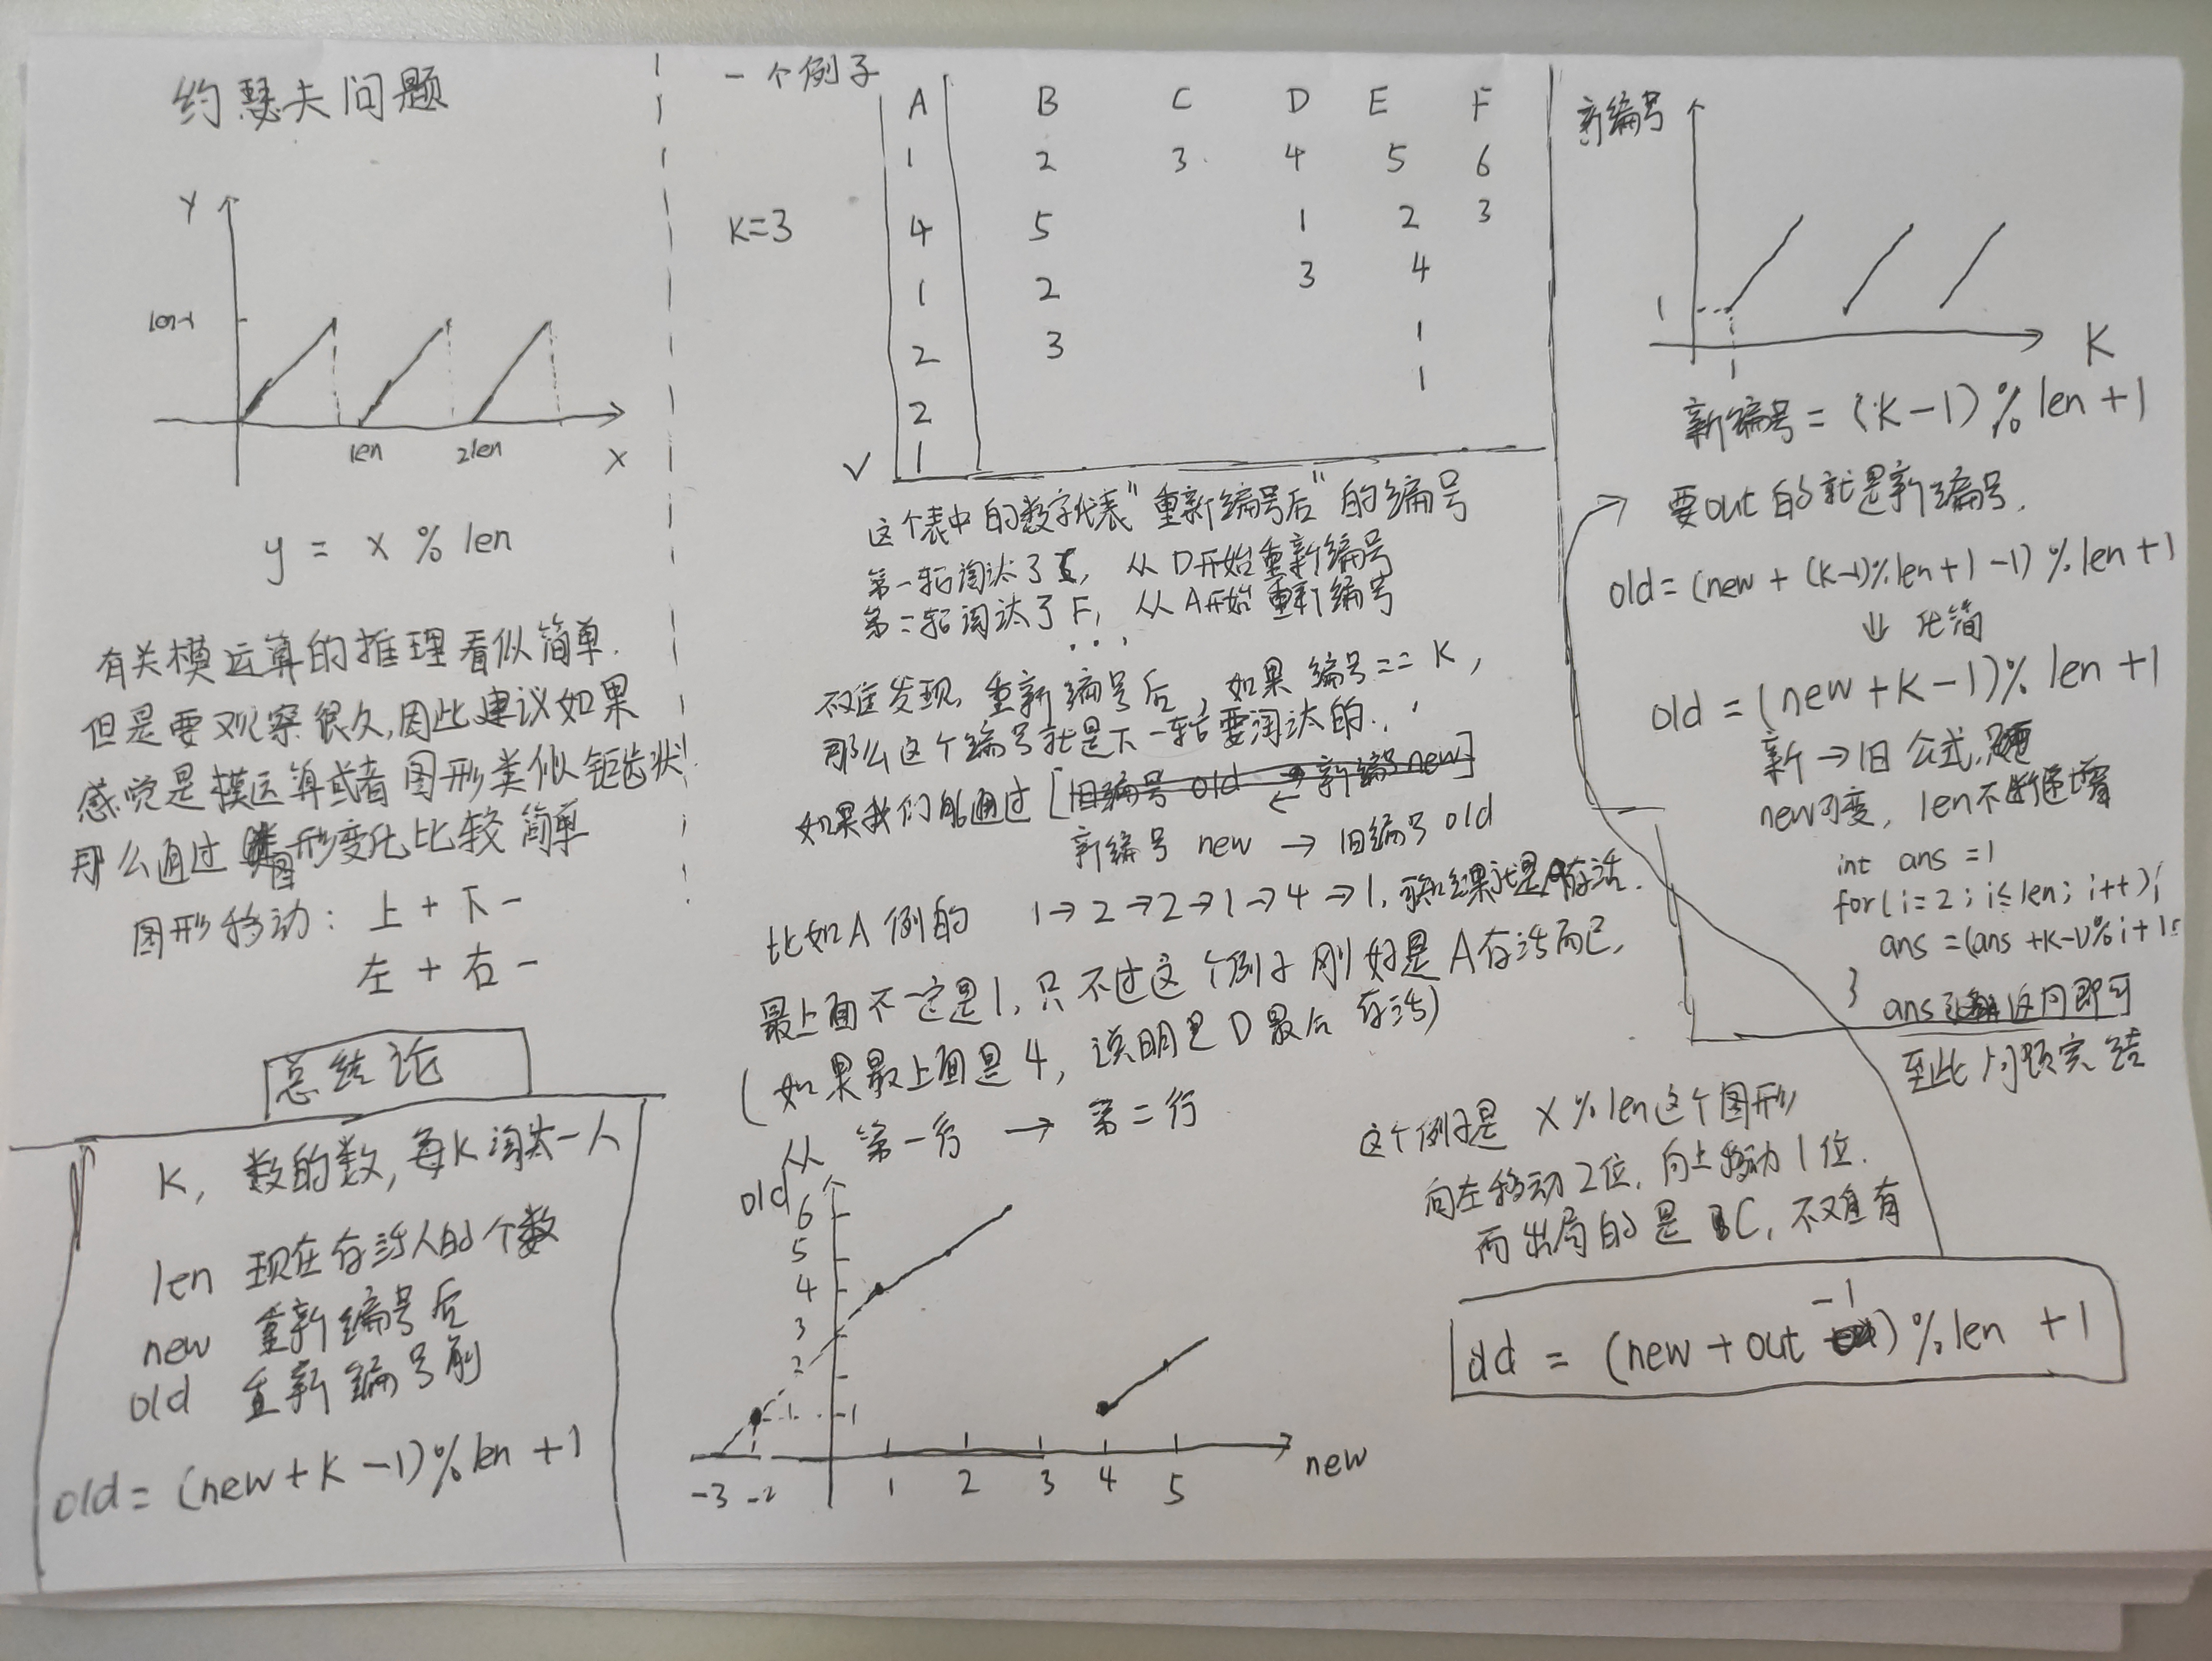 约瑟夫问题
Y
len-1
len
2len
X
y = x % len
有关模运算的推理看似简单.
但是要观察很久,因此建议如果
感觉是模运算或者图形类似锯齿状
那么通过图形变化比较简单
图形移动: 上+下-
左+右-
总结论
K, 数的数,每K淘汰一人
len 现在存活人的个数
new 重新编号后
old 重新编号前
old = (new+k-1)%len+1
一个例子
A B C D E F
1 2 3 4 5 6
K=3
4 5 1 2 3
1 2 3 4
2 3 1
2 1
√ 1
这个表中的数字代表"重新编号后"的编号
第一轮淘汰了C, 从D开始重新编号
第二轮淘汰了F, 从A开始重新编号
...
不难发现 重新编号后, 如果 编号==K,
那么这个编号就是下一轮要淘汰的.
如果我们能通过 [旧编号 old 新编号 new]
新编号 new → 旧编号 old
比如A例的 1→2→2→1→4→1,
最上面不一定是1, 只不过这个例子刚好是A存活而已,
(如果最上面是4, 说明是D最后存活)
从 第一行 → 第二行
old
6
5
4
3
2
-1
-3 -2 1 2 3 4 5 new
这个例子是 X%len这个图形
向左移动2位, 向上移动1位.
而出局的是C, 不难有
old = (new+out-1)%len +1
新编号
1
1
K
新编号=(k-1)%len+1
要out的就是新编号.
old=(new+(k-1)%len+1-1)%len+1
⇓ 化简
old=(new+k-1)%len+1
新→旧 公式,
new可变, len不断递增
int ans =1
for(i=2; i≤len; i++){
ans=(ans+k-1)%i+1;
}
ans 返回即可
至此问题完结